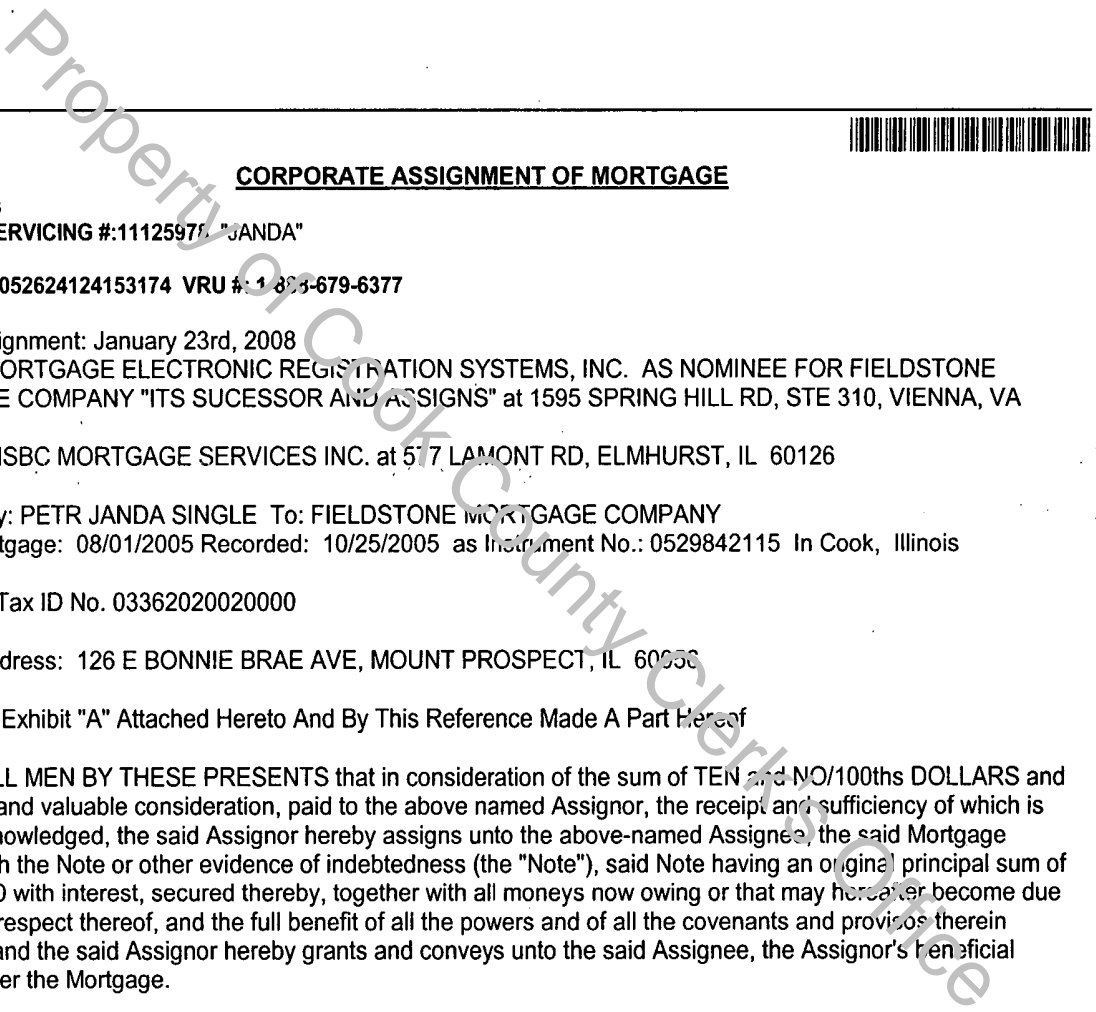 Property of Cook County Clerk's Office
CORPORATE ASSIGNMENT OF MORTGAGE
ERVICING #:11125978 "JANDA"
052624124153174 VRU #: 1-888-679-6377
ignment: January 23rd, 2008
ORTGAGE ELECTRONIC REGISTRATION SYSTEMS, INC. AS NOMINEE FOR FIELDSTONE
E COMPANY "ITS SUCESSOR AND ASSIGNS" at 1595 SPRING HILL RD, STE 310, VIENNA, VA
ISBC MORTGAGE SERVICES INC. at 577 LAMONT RD, ELMHURST, IL 60126
y: PETR JANDA SINGLE To: FIELDSTONE MORTGAGE COMPANY
tgage: 08/01/2005 Recorded: 10/25/2005 as Instrument No.: 0529842115 In Cook, Illinois
Tax ID No. 03362020020000
dress: 126 E BONNIE BRAE AVE, MOUNT PROSPECT, IL 60056
Exhibit "A" Attached Hereto And By This Reference Made A Part Hereof
LL MEN BY THESE PRESENTS that in consideration of the sum of TEN and NO/100ths DOLLARS and
and valuable consideration, paid to the above named Assignor, the receipt and sufficiency of which is
nowledged, the said Assignor hereby assigns unto the above-named Assignee, the said Mortgage
h the Note or other evidence of indebtedness (the "Note"), said Note having an original principal sum of
0 with interest, secured thereby, together with all moneys now owing or that may hereafter become due
respect thereof, and the full benefit of all the powers and of all the covenants and provisos therein
and the said Assignor hereby grants and conveys unto the said Assignee, the Assignor's beneficial
er the Mortgage.